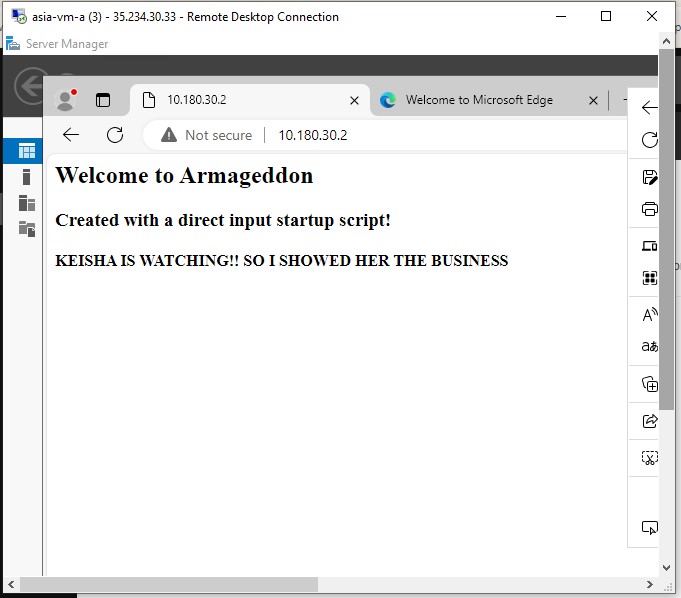 asia-vm-a (3) - 35.234.30.33 - Remote Desktop Connection
Server Manager
10.180.30.2
Welcome to Microsoft Edge
Not secure
10.180.30.2
Welcome to Armageddon
Created with a direct input startup script!
KEISHA IS WATCHING!! SO I SHOWED HER THE BUSINESS